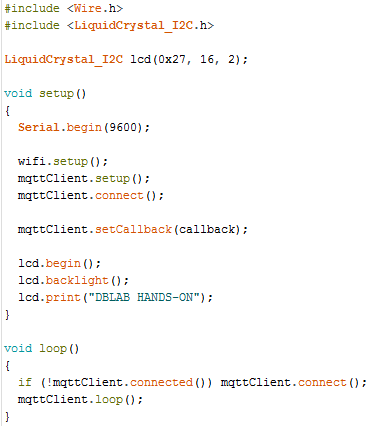 #include <Wire.h>
#include <LiquidCrystal_I2C.h>
LiquidCrystal_I2C lcd(0x27, 16, 2);
void setup()
{
  Serial.begin(9600);
  wifi.setup();
  mqttClient.setup();
  mqttClient.connect();
  mqttClient.setCallback(callback);
  lcd.begin();
  lcd.backlight();
  lcd.print("DBLAB HANDS-ON");
}
void loop()
{
  if (!mqttClient.connected()) mqttClient.connect();
  mqttClient.loop();
}